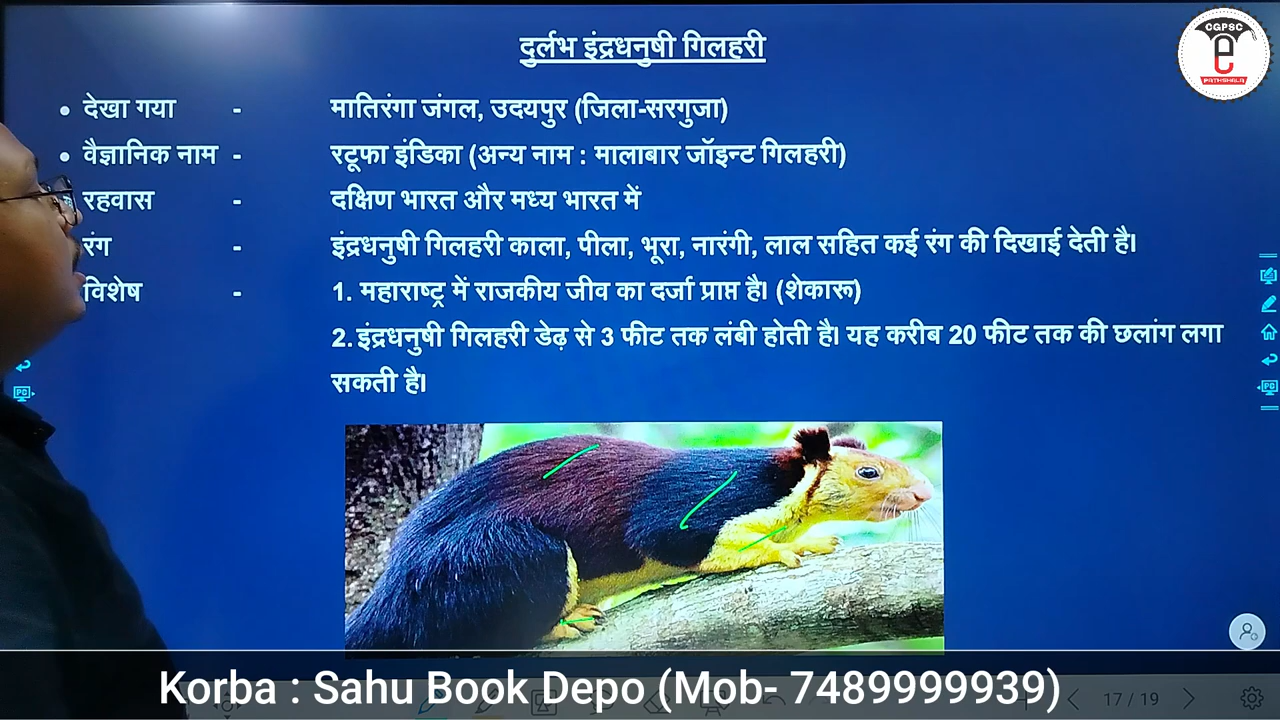 दुर्लभ इंद्रधनुषी गिलहरी
CGPSC
e
PATHSHALA
• देखा गया - मातिरंगा जंगल, उदयपुर (जिला-सरगुजा)
• वैज्ञानिक नाम - रटूफा इंडिका (अन्य नाम : मालाबार जॉइन्ट गिलहरी)
रहवास - दक्षिण भारत और मध्य भारत में
रंग - इंद्रधनुषी गिलहरी काला, पीला, भूरा, नारंगी, लाल सहित कई रंग की दिखाई देती है।
विशेष - 1. महाराष्ट्र में राजकीय जीव का दर्जा प्राप्त है। (शेकारू)
2. इंद्रधनुषी गिलहरी डेढ़ से 3 फीट तक लंबी होती है। यह करीब 20 फीट तक की छलांग लगा
सकती है।
PC
PC
Korba : Sahu Book Depo (Mob- 7489999939)
17 / 19